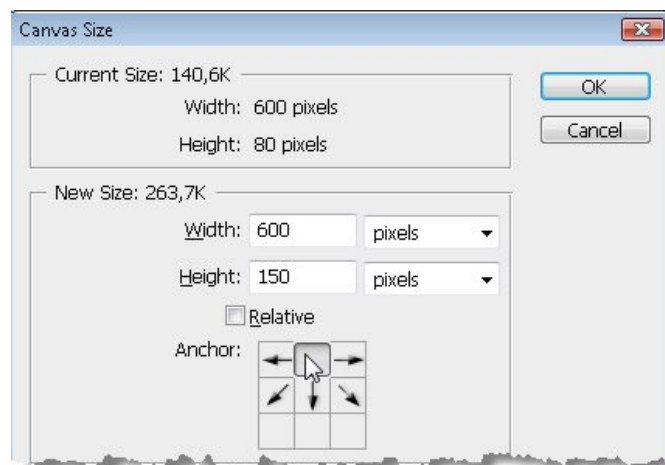 Canvas Size
Current Size: 140,6K
Width: 600 pixels
Height: 80 pixels
OK
Cancel
New Size: 263,7K
Width: 600 pixels
Height: 150 pixels
Relative
Anchor: